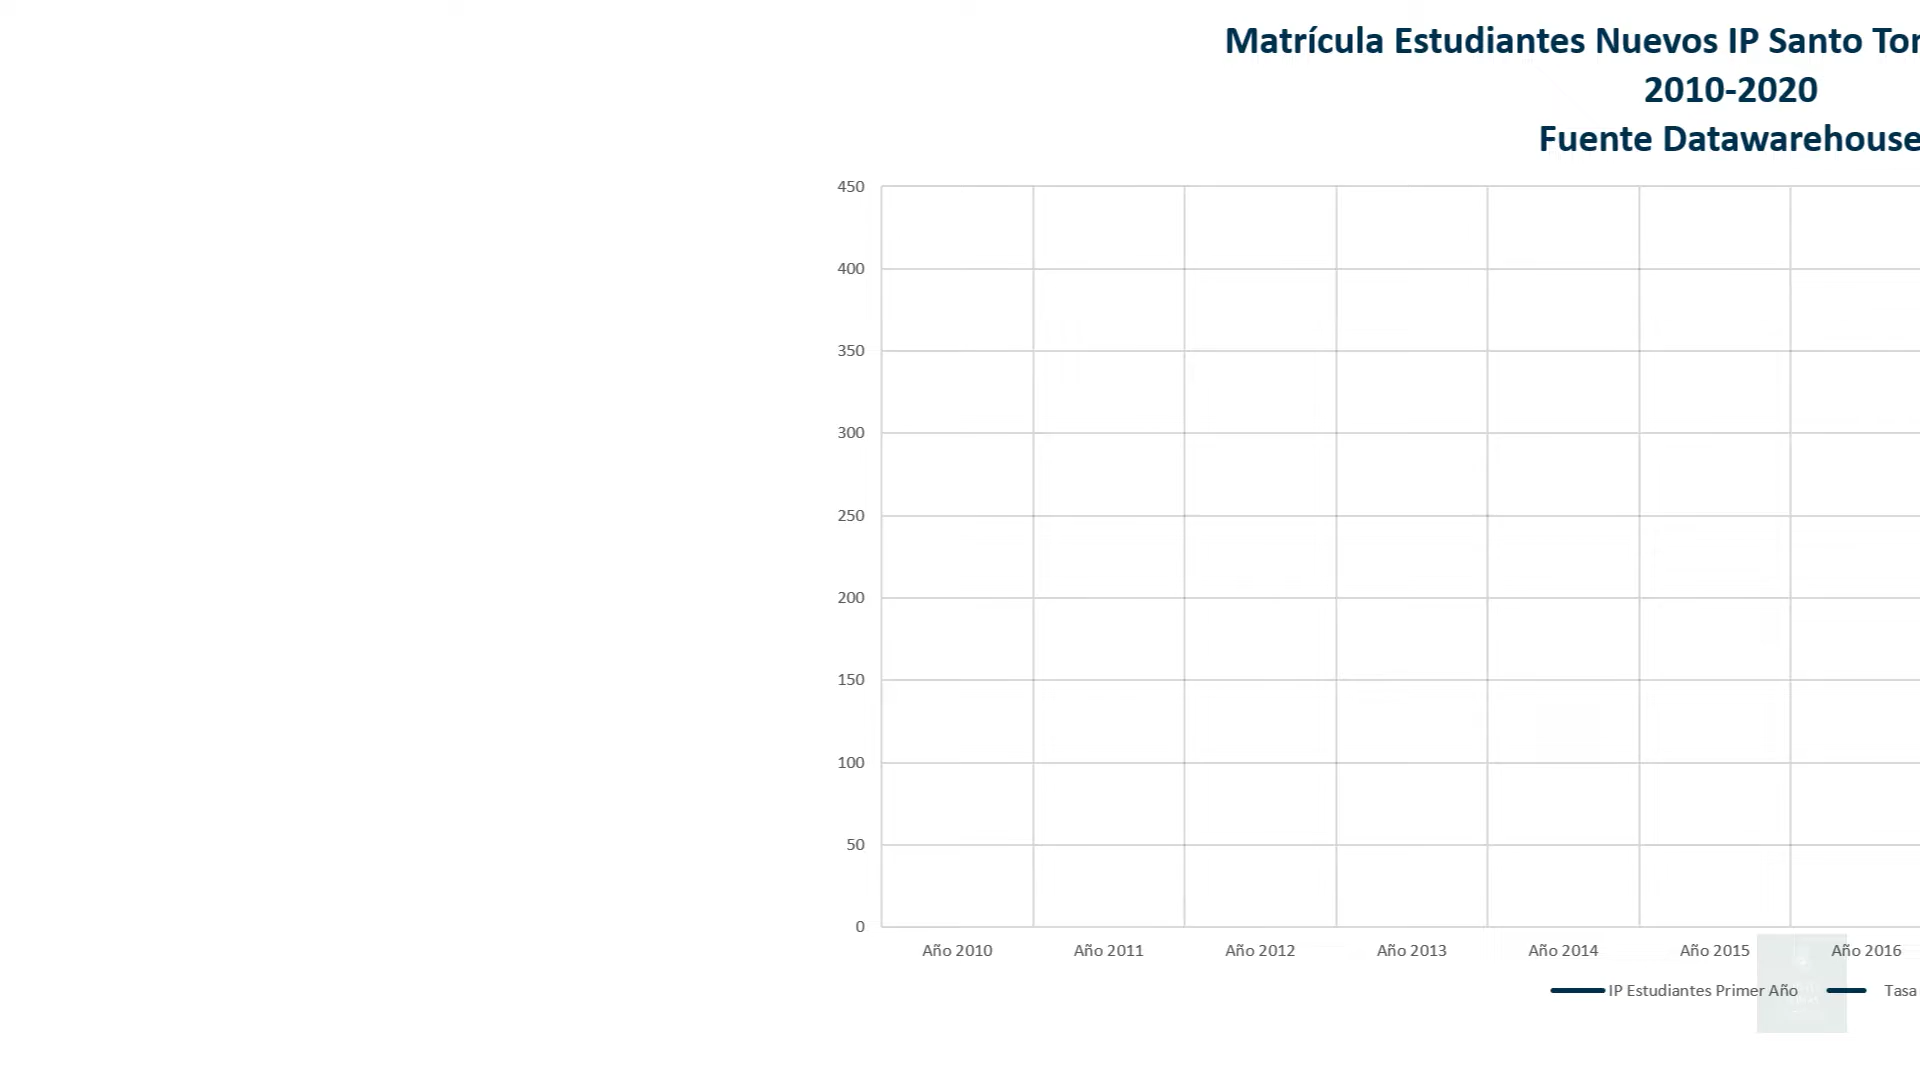 Matrícula Estudiantes Nuevos IP Santo
2010-2020
Fuente Datawarehouse
450
400
350
300
250
200
150
100
50
0
Año 2010 Año 2011 Año 2012 Año 2013 Año 2014 Año 2015 Año 2016
IP Estudiantes Primer Año Tasa